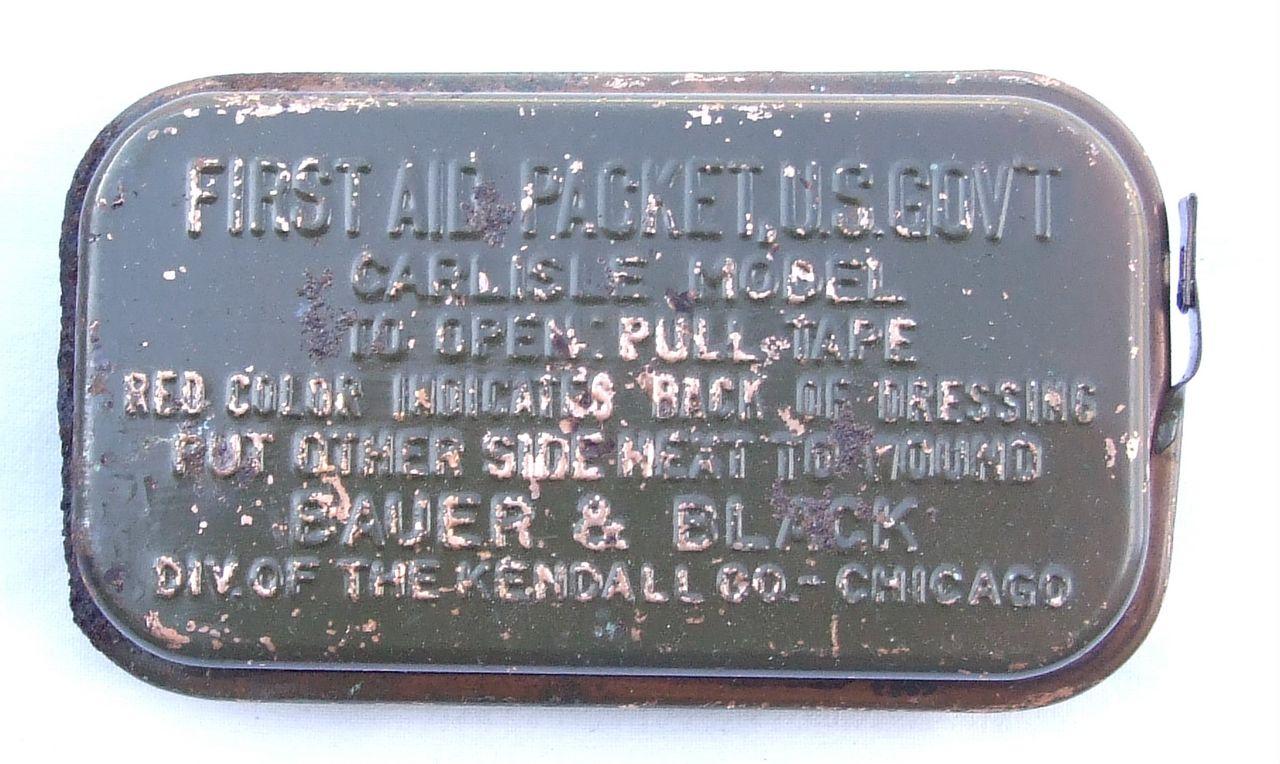 FIRST AID PACKET, U.S. GOV'T
CARLISLE MODEL
TO OPEN: PULL TAPE
RED COLOR INDICATES BACK OF DRESSING
PUT OTHER SIDE NEXT TO WOUND
BAUER & BLACK
DIV. OF THE KENDALL CO. - CHICAGO